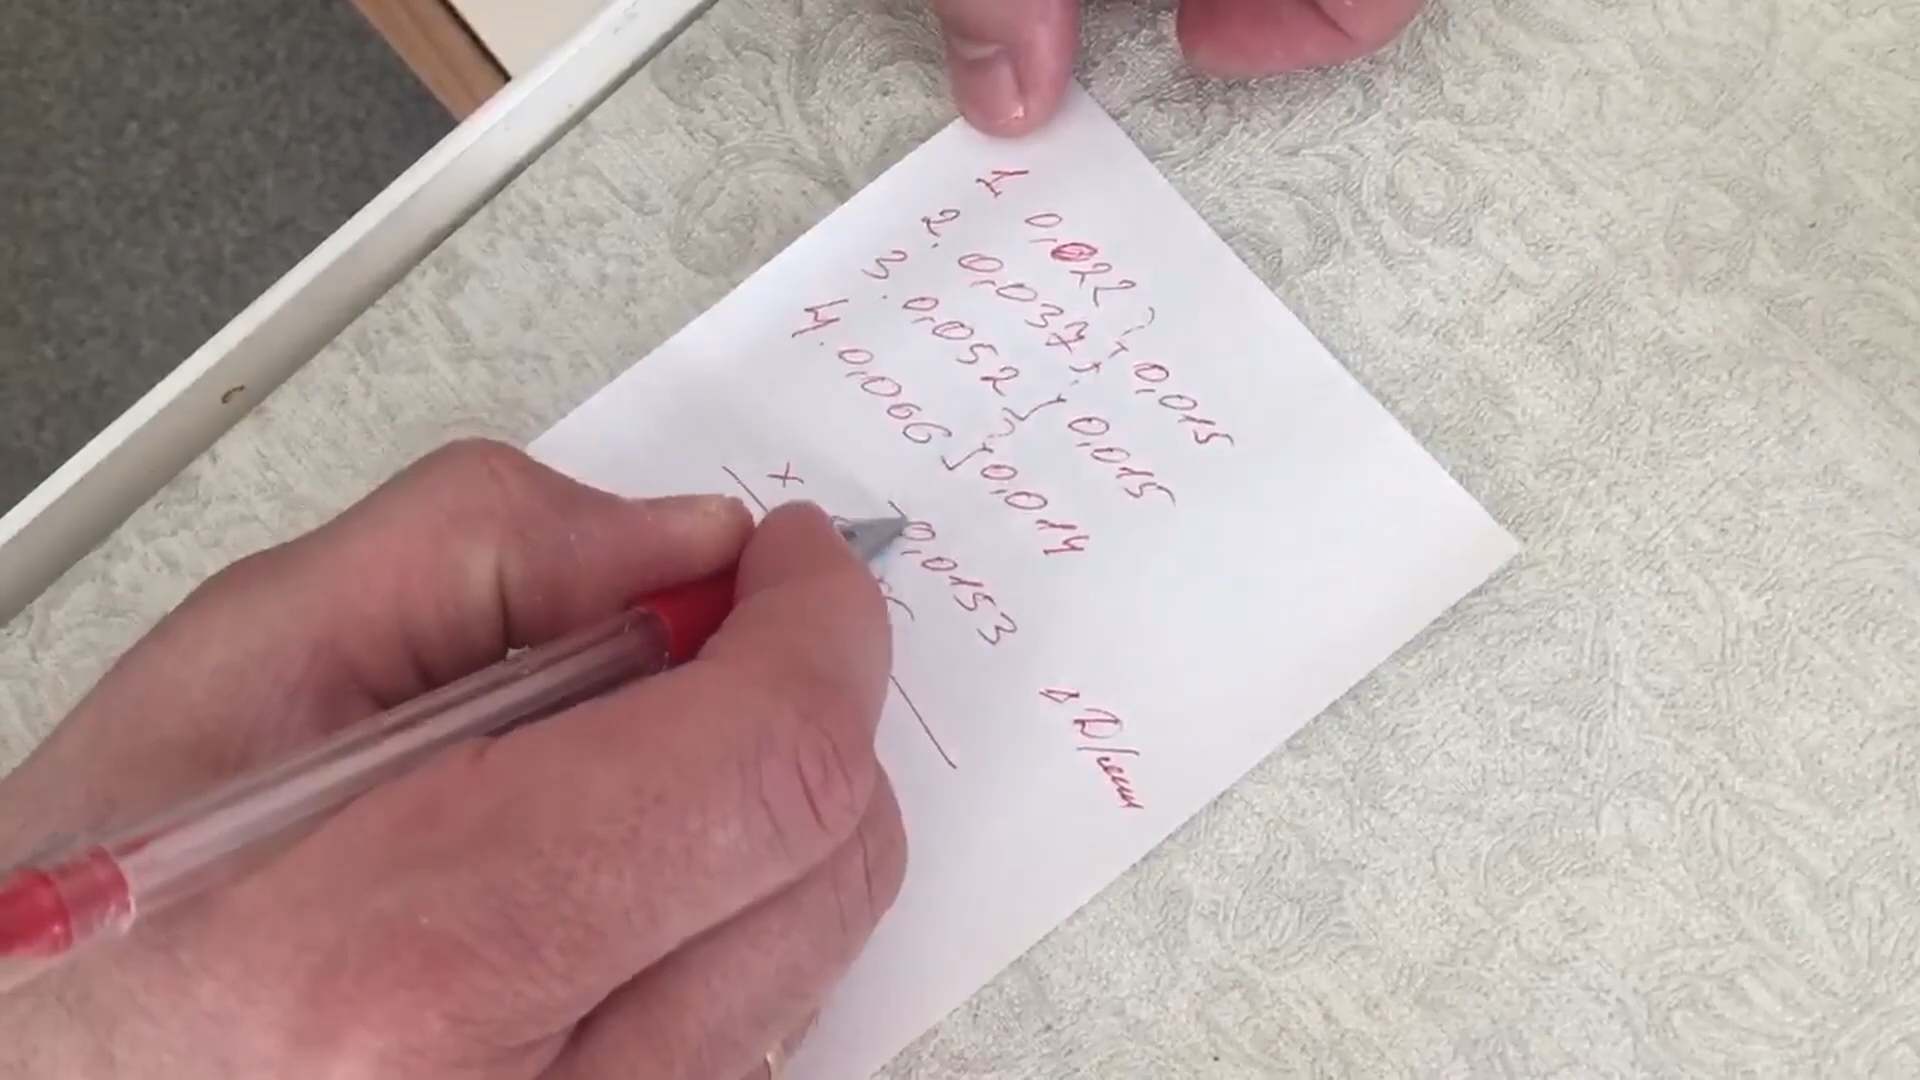 1. 0,022
2. 0,037 } 0,015
3. 0,052 } 0,015
4. 0,066 } 0,014
x 0,0153